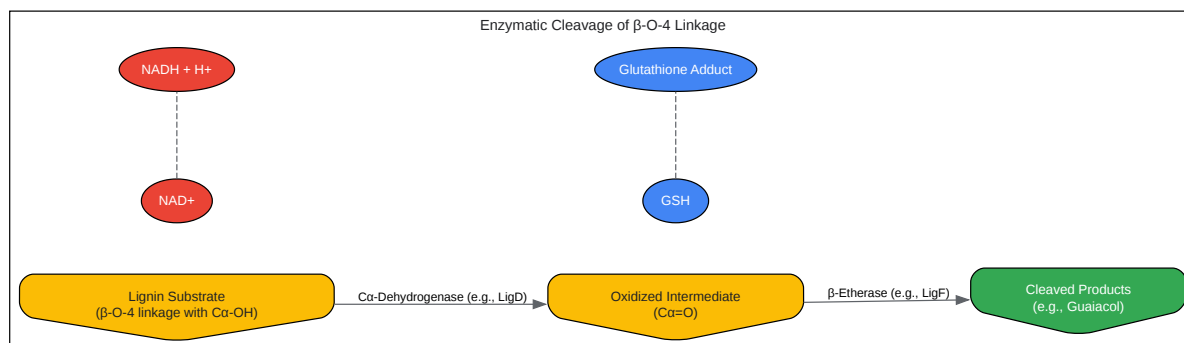 Enzymatic Cleavage of β-O-4 Linkage
NADH + H+
Glutathione Adduct
NAD+
GSH
Lignin Substrate
(β-O-4 linkage with Cα-OH)
Cα-Dehydrogenase (e.g., LigD)
Oxidized Intermediate
(Cα=O)
β-Etherase (e.g., LigF)
Cleaved Products
(e.g., Guaiacol)